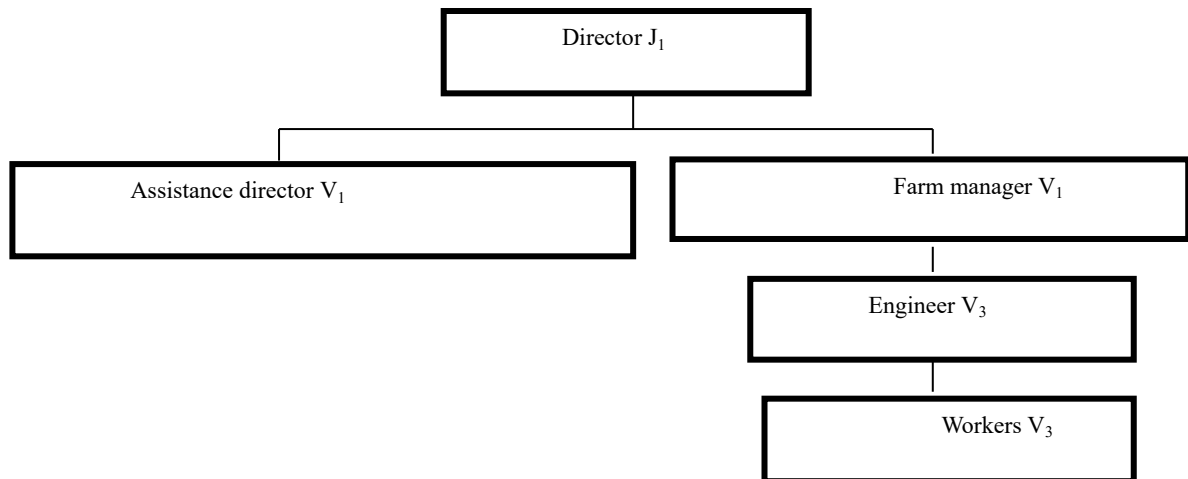 Director J₁
Assistance director V₁
Farm manager V₁
Engineer V₃
Workers V₃